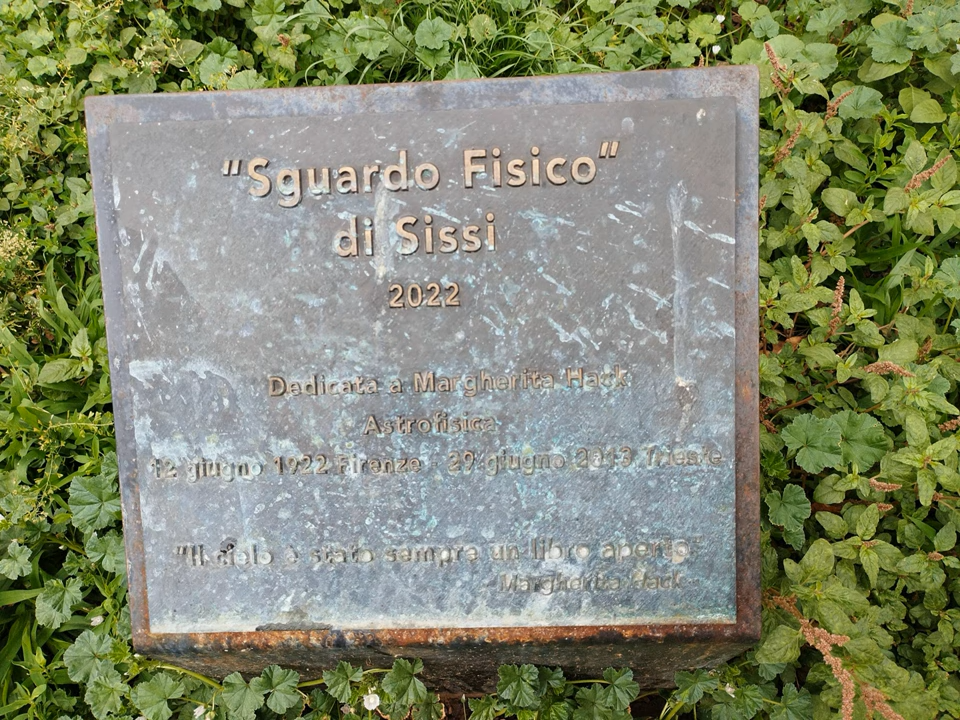 "Sguardo Fisico"
di Sissi
2022
Dedicata a Margherita Hack
Astrofisica
12 giugno 1922 Firenze - 29 giugno 2013 Trieste
"Il cielo è stato sempre un libro aperto"
Margherita Hack